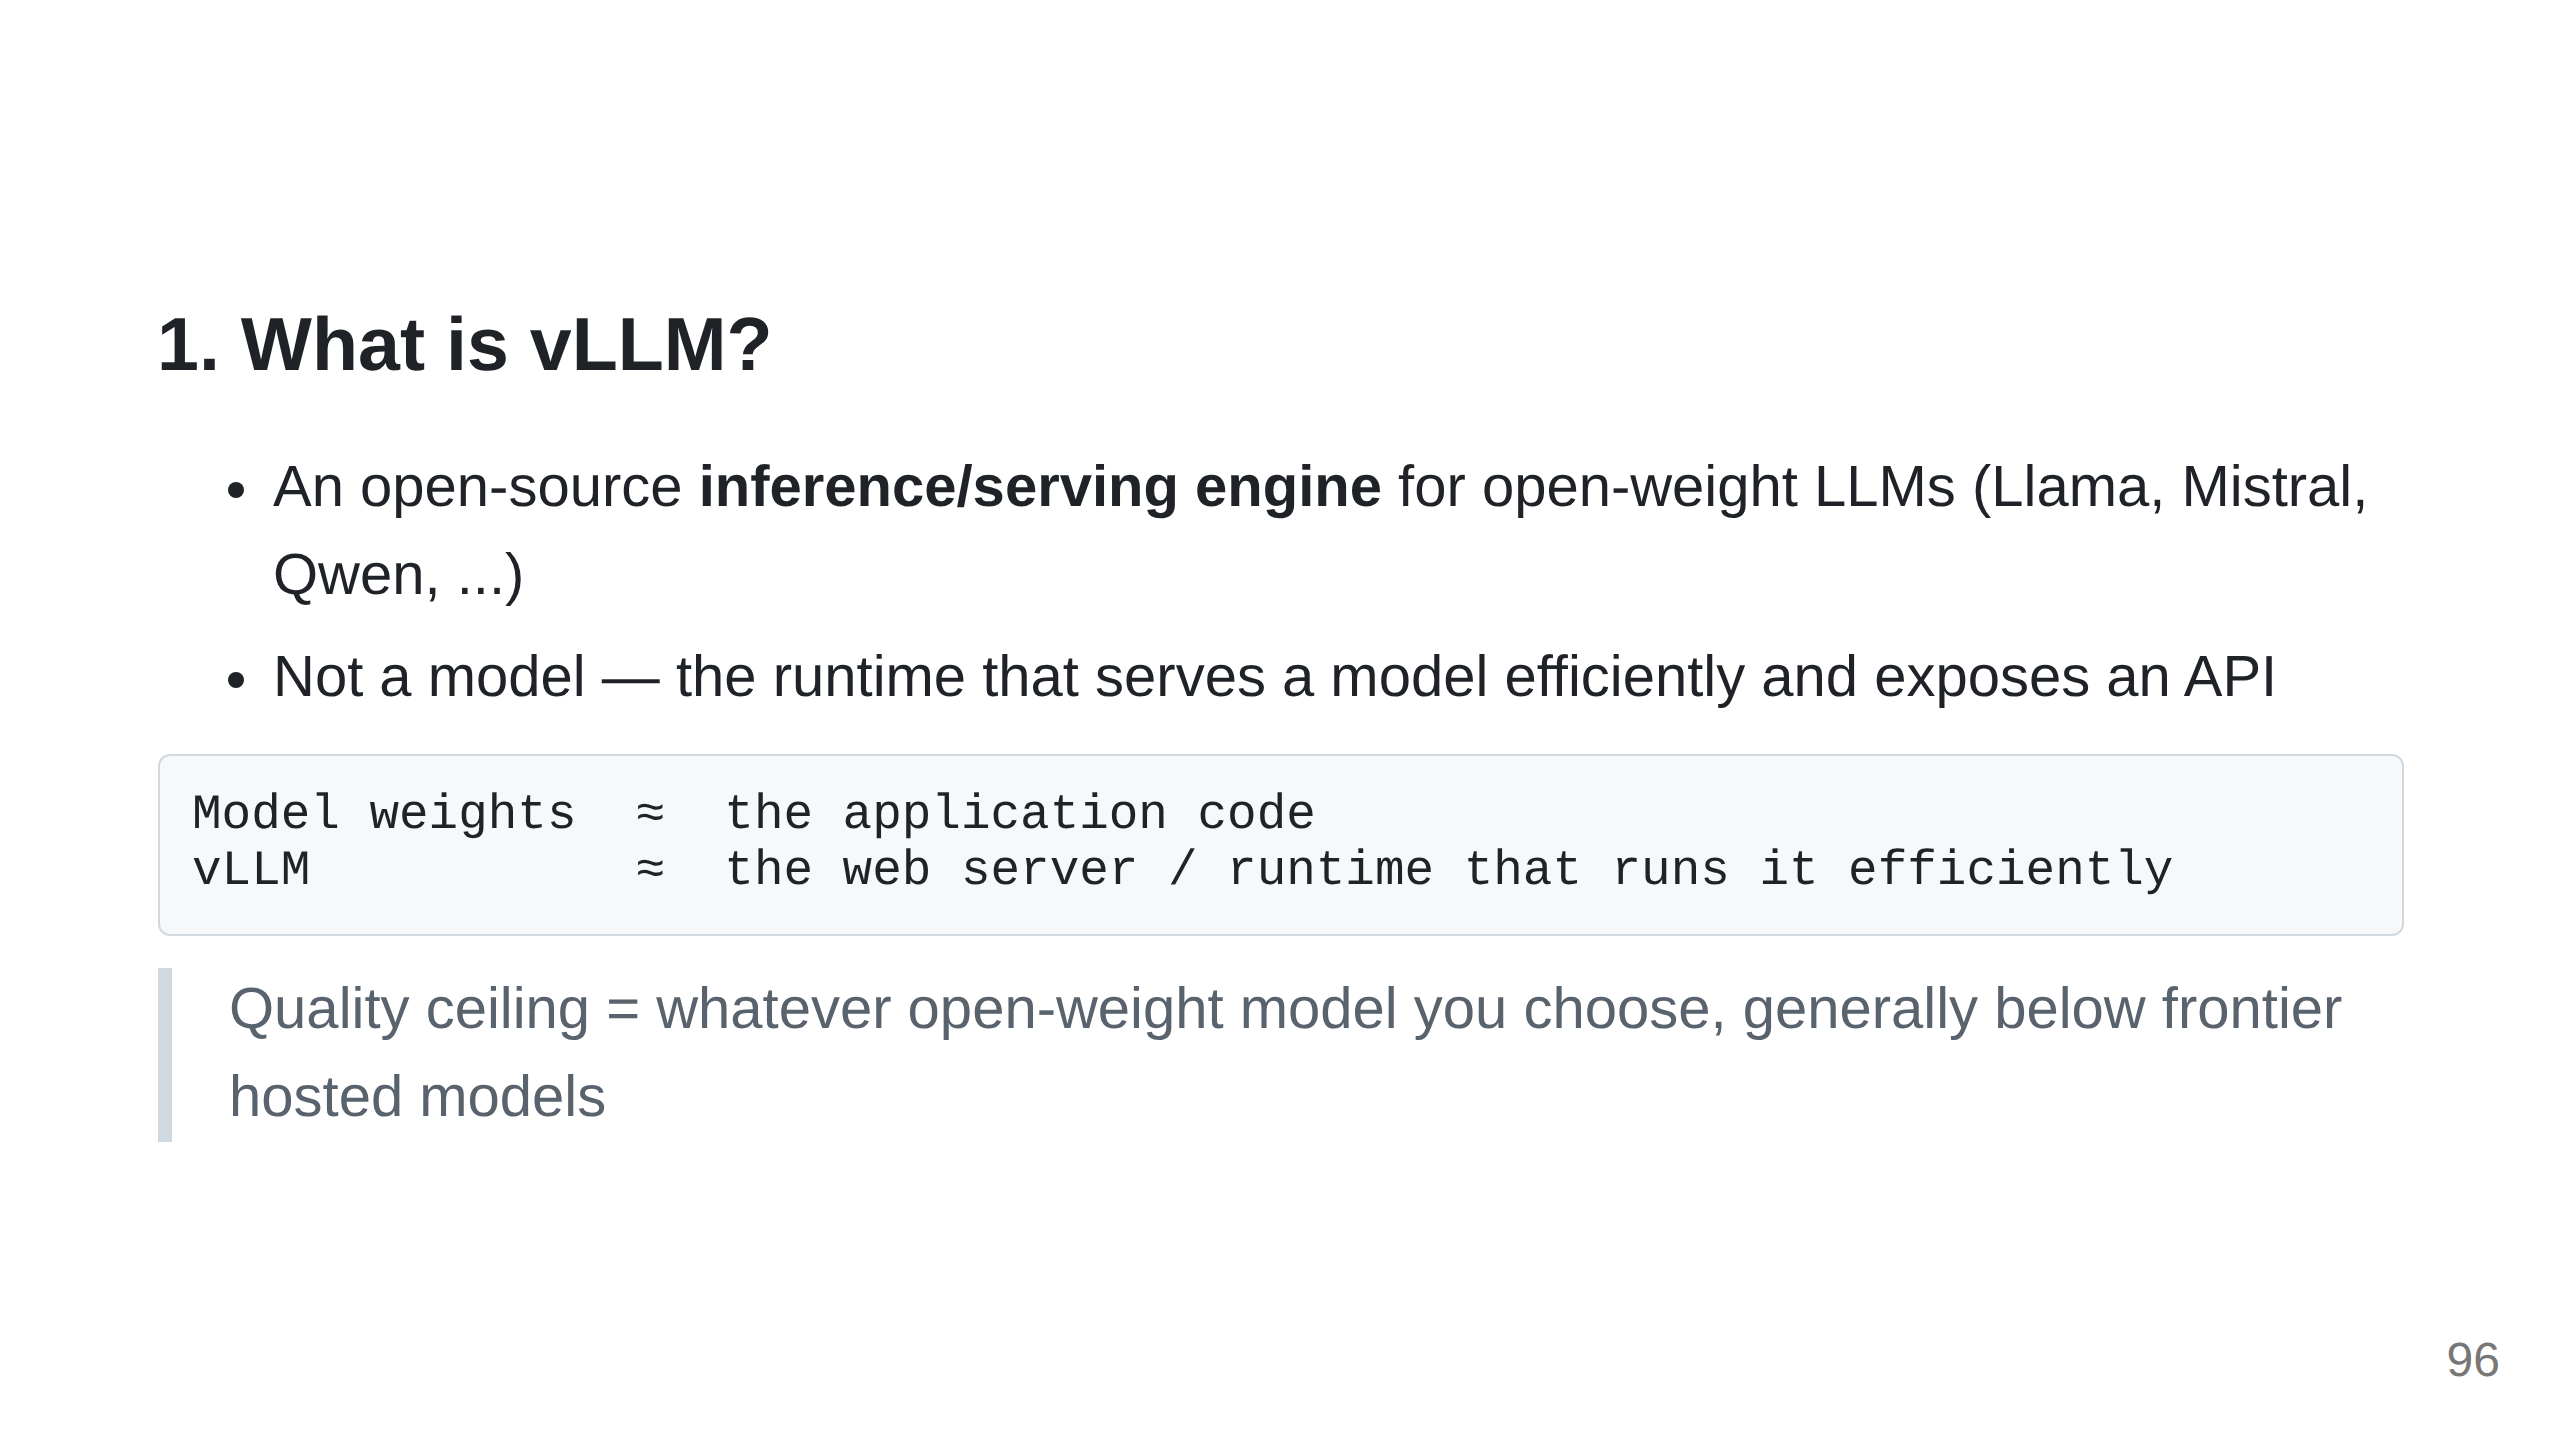 1. What is vLLM?
• An open-source inference/serving engine for open-weight LLMs (Llama, Mistral,
Qwen, ...)
• Not a model — the runtime that serves a model efficiently and exposes an API
Model weights  ≈  the application code
vLLM           ≈  the web server / runtime that runs it efficiently
Quality ceiling = whatever open-weight model you choose, generally below frontier
hosted models
96